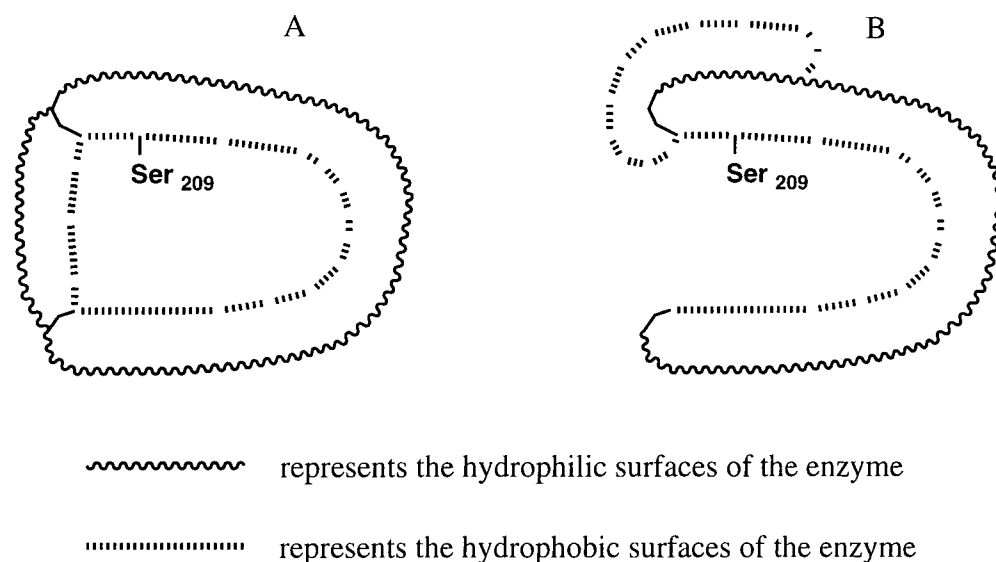 A
B
Ser 209
Ser 209
represents the hydrophilic surfaces of the enzyme
represents the hydrophobic surfaces of the enzyme